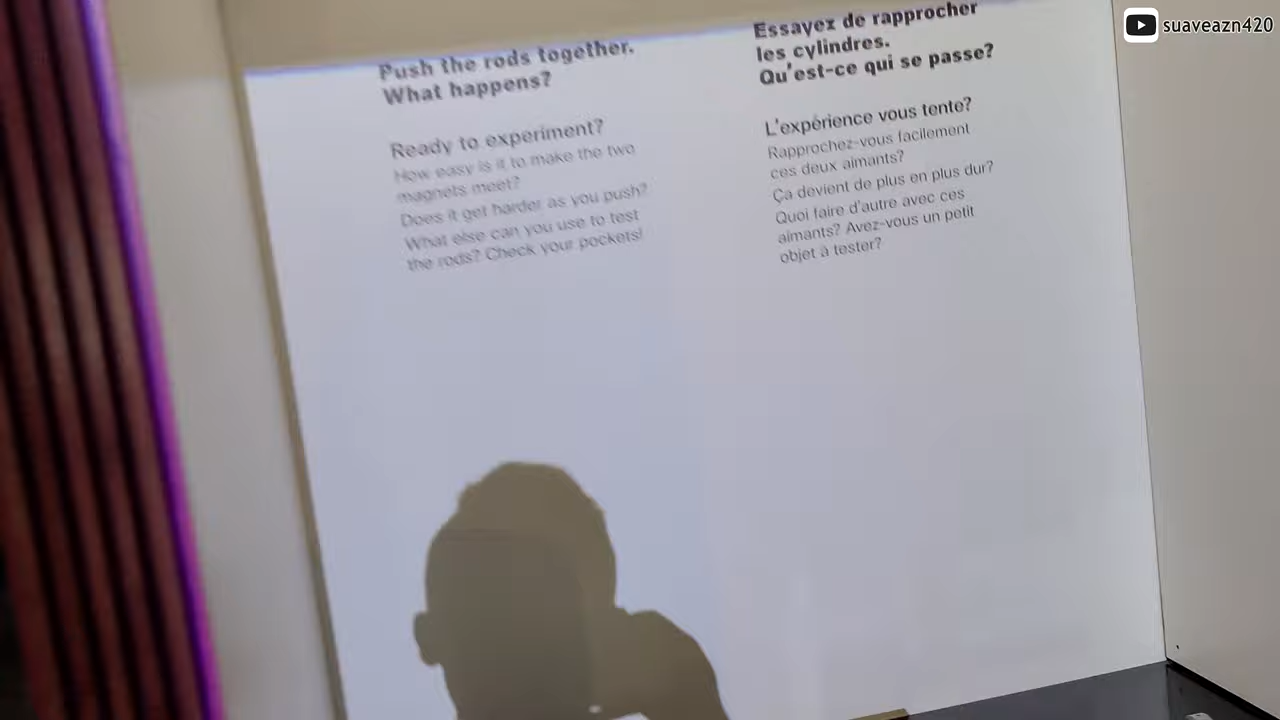 suaveazn420
Push the rods together.
What happens?
Ready to experiment?
How easy is it to make the two
magnets meet?
Does it get harder as you push?
What else can you use to test
the rods? Check your pockets!
Essayez de rapprocher
les cylindres.
Qu'est-ce qui se passe?
L'expérience vous tente?
Rapprochez-vous facilement
ces deux aimants?
Ça devient de plus en plus dur?
Quoi faire d'autre avec ces
aimants? Avez-vous un petit
objet à tester?